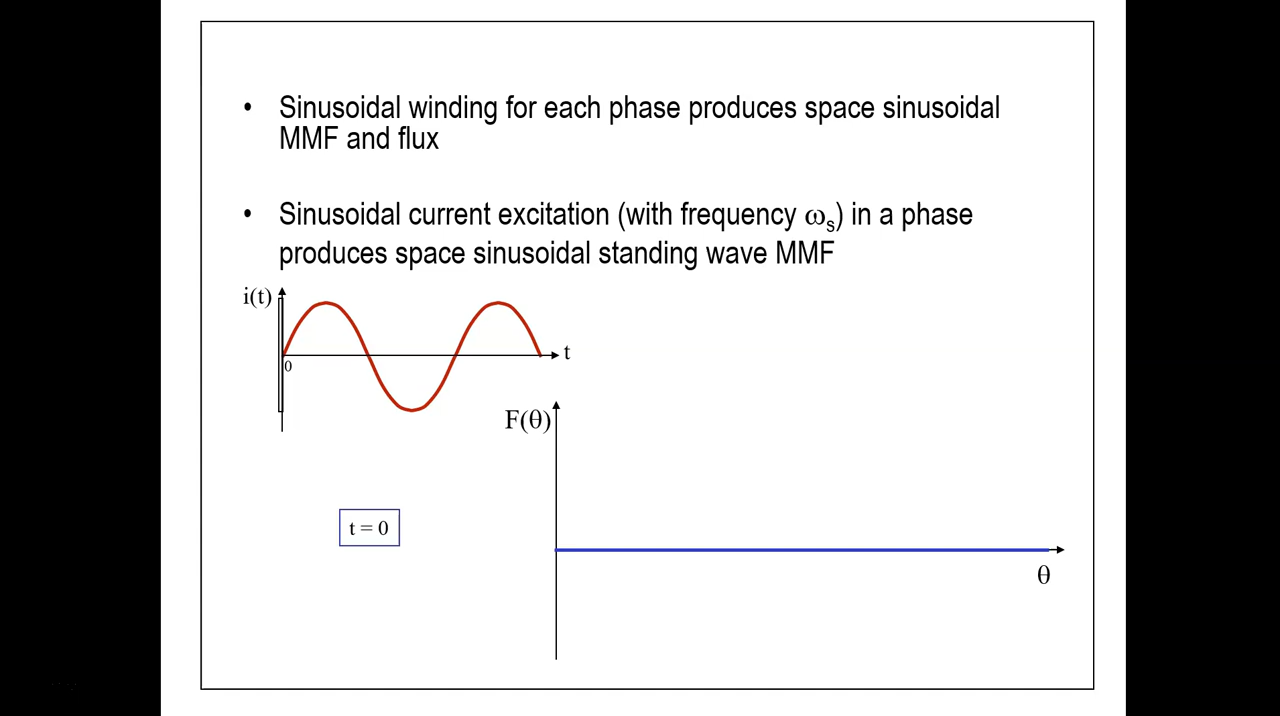 • Sinusoidal winding for each phase produces space sinusoidal
MMF and flux
• Sinusoidal current excitation (with frequency ωs) in a phase
produces space sinusoidal standing wave MMF
i(t)
t
0
F(θ)
t = 0
θ